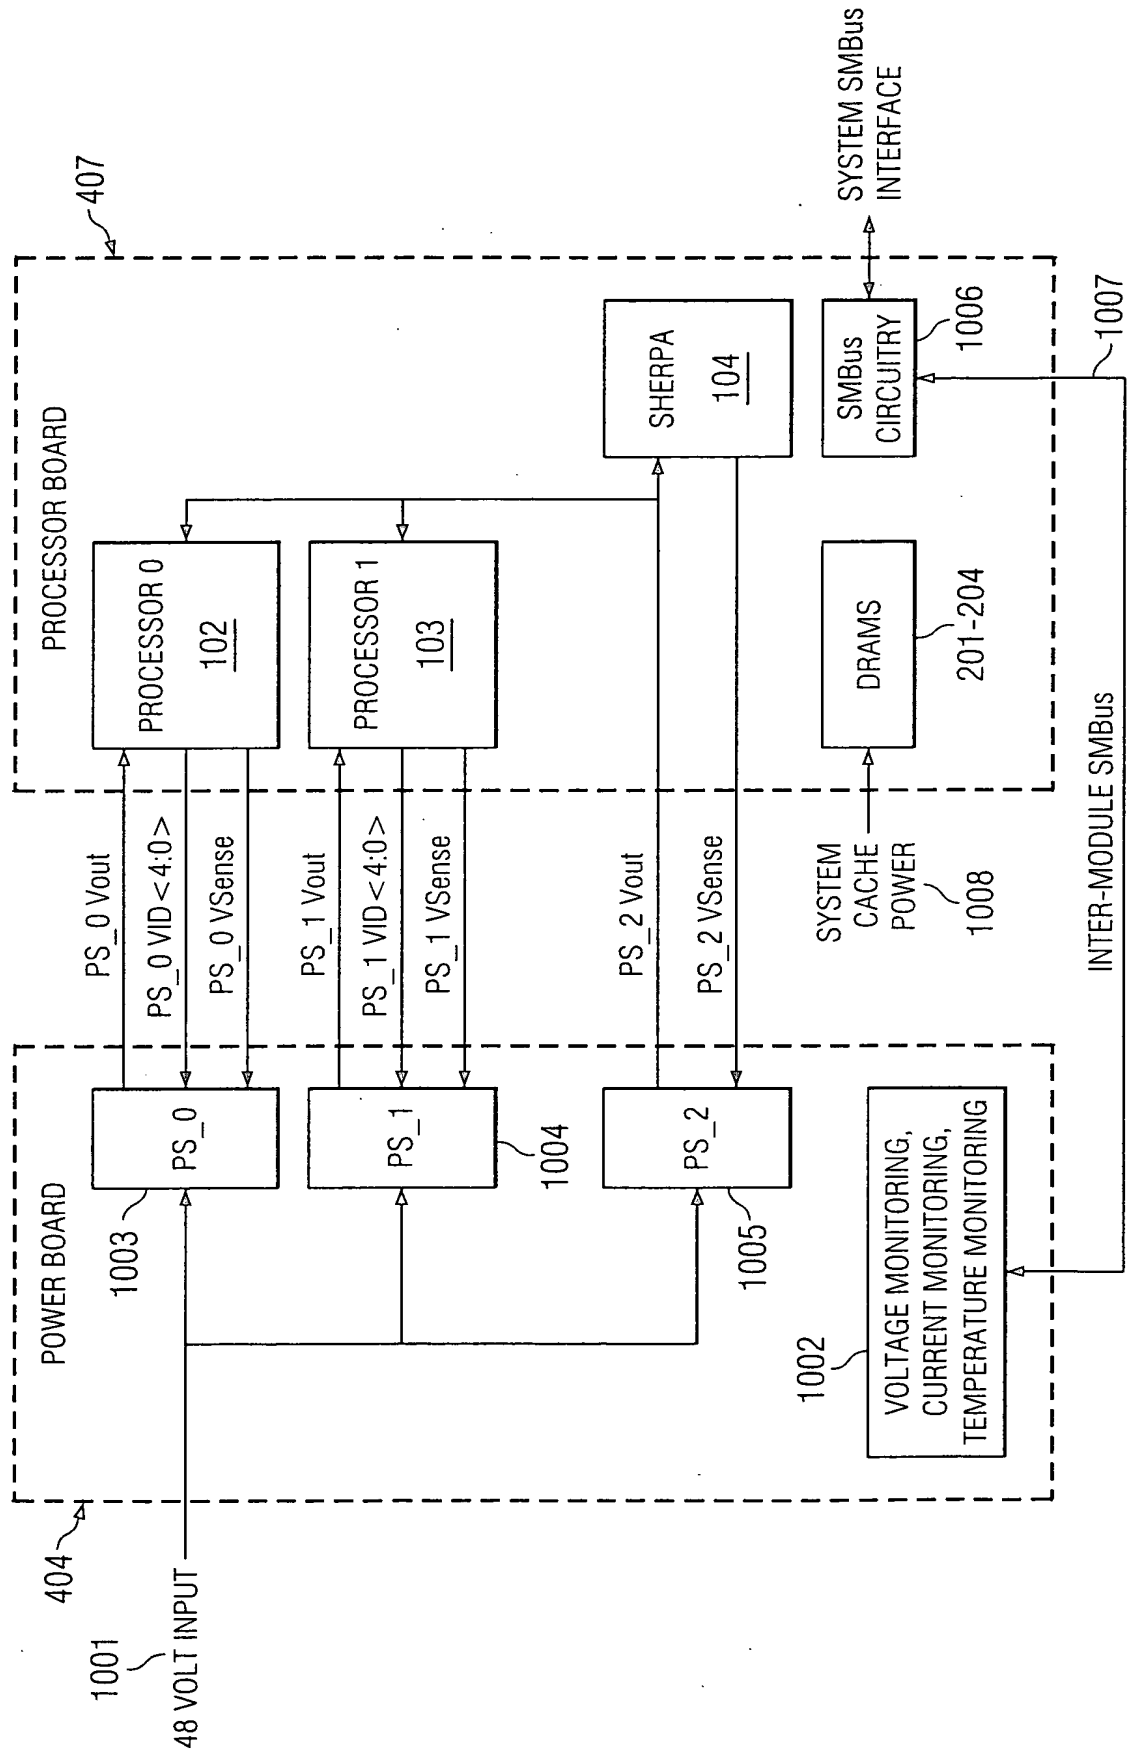 404
POWER BOARD
1001
48 VOLT INPUT
1003
PS_0
PS_1
1004
PS_2
1005
1002
VOLTAGE MONITORING,
CURRENT MONITORING,
TEMPERATURE MONITORING
PS_0 Vout
PS_0 VID<4:0>
PS_0 VSense
PS_1 Vout
PS_1 VID<4:0>
PS_1 VSense
PS_2 Vout
PS_2 VSense
SYSTEM
CACHE
POWER
1008
INTER-MODULE SMBus
1007
407
PROCESSOR BOARD
PROCESSOR 0
102
PROCESSOR 1
103
SHERPA
104
DRAMS
201-204
SMBus
CIRCUITRY
1006
SYSTEM SMBus
INTERFACE